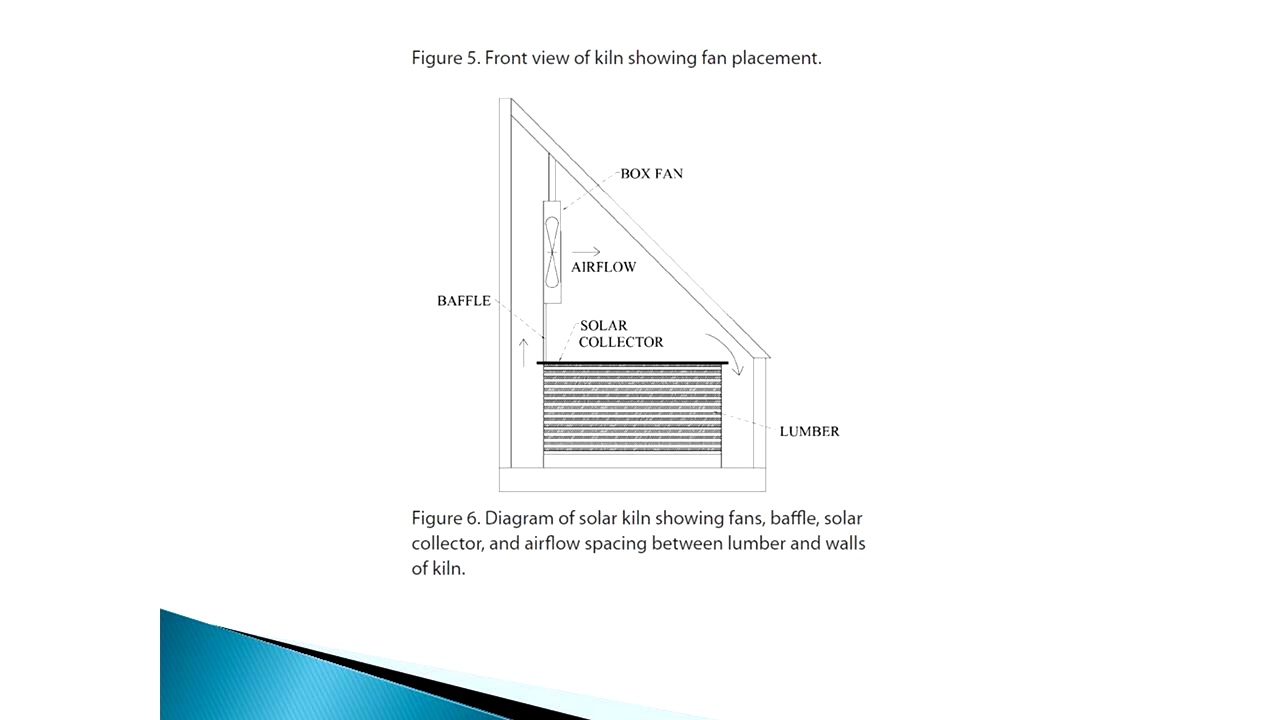 Figure 5. Front view of kiln showing fan placement.
BOX FAN
AIRFLOW
BAFFLE
SOLAR
COLLECTOR
LUMBER
Figure 6. Diagram of solar kiln showing fans, baffle, solar
collector, and airflow spacing between lumber and walls
of kiln.